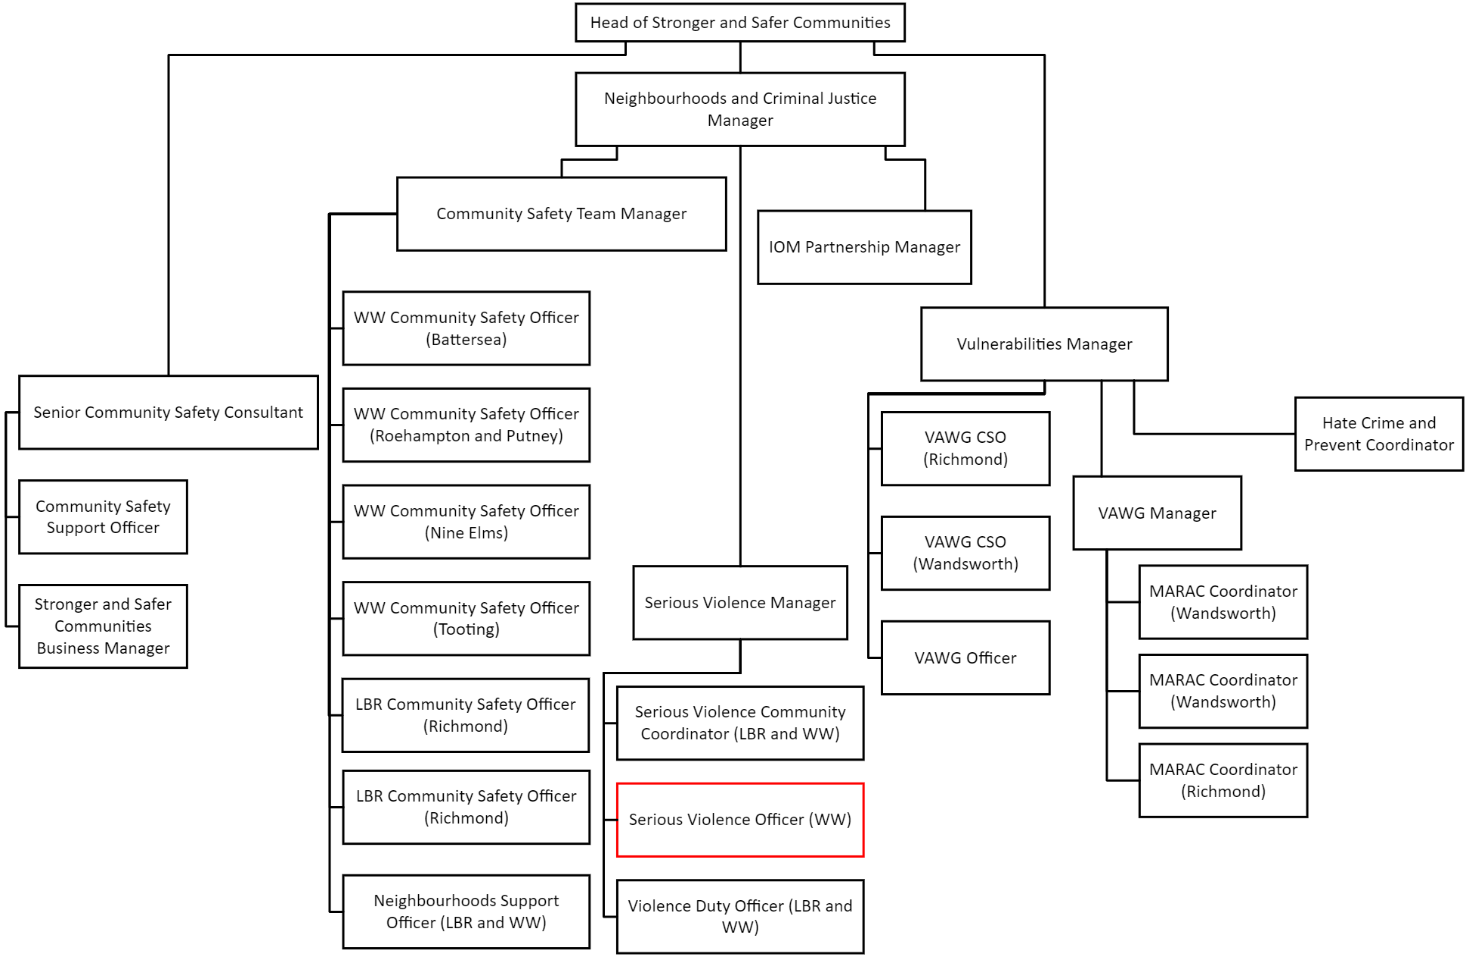 Head of Stronger and Safer Communities
Neighbourhoods and Criminal Justice
Manager
Community Safety Team Manager
IOM Partnership Manager
Vulnerabilities Manager
Senior Community Safety Consultant
Community Safety
Support Officer
Stronger and Safer
Communities
Business Manager
WW Community Safety Officer
(Battersea)
WW Community Safety Officer
(Roehampton and Putney)
WW Community Safety Officer
(Nine Elms)
WW Community Safety Officer
(Tooting)
LBR Community Safety Officer
(Richmond)
LBR Community Safety Officer
(Richmond)
Neighbourhoods Support
Officer (LBR and WW)
Serious Violence Manager
Serious Violence Community
Coordinator (LBR and WW)
Serious Violence Officer (WW)
Violence Duty Officer (LBR and
WW)
VAWG CSO
(Richmond)
VAWG CSO
(Wandsworth)
VAWG Officer
VAWG Manager
MARAC Coordinator
(Wandsworth)
MARAC Coordinator
(Wandsworth)
MARAC Coordinator
(Richmond)
Hate Crime and
Prevent Coordinator